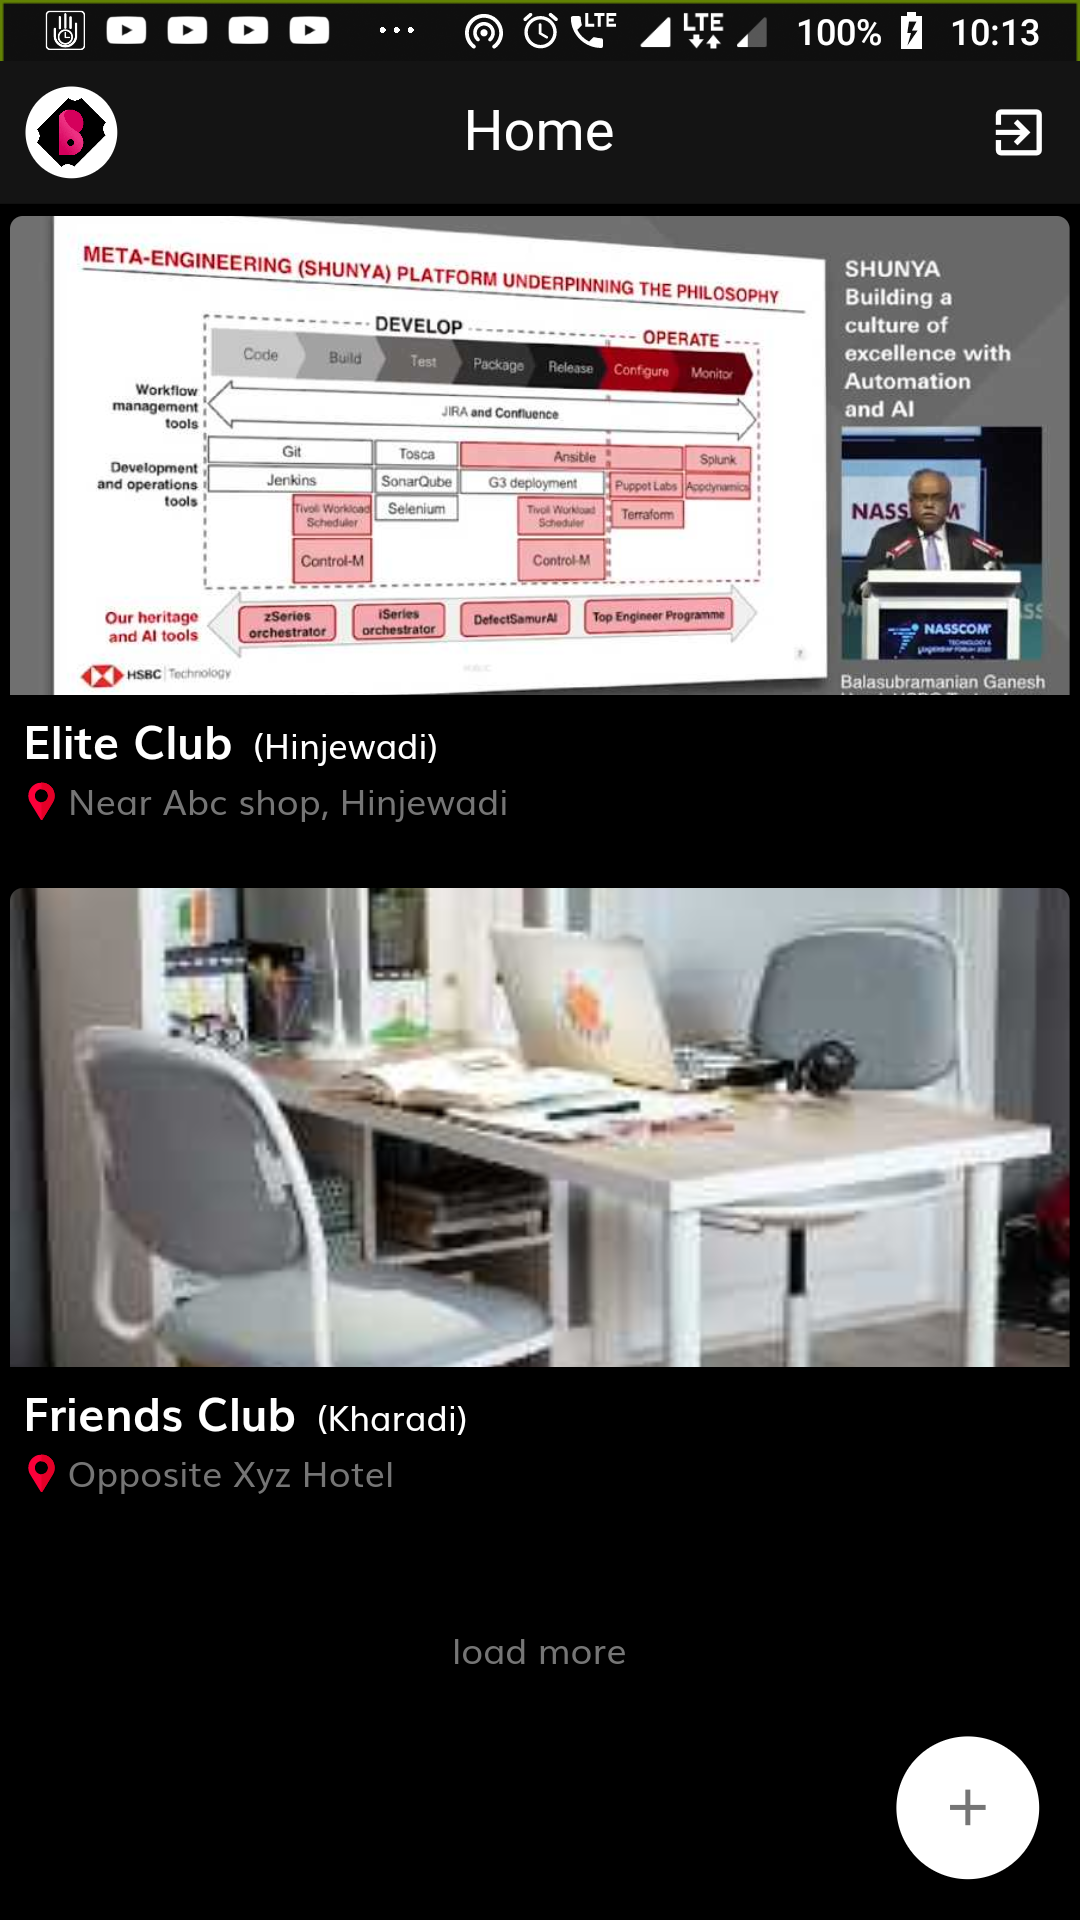 LTE
LTE
100%
10:13
B
Home
META-ENGINEERING (SHUNYA) PLATFORM UNDERPINNING THE PHILOSOPHY
DEVELOP
OPERATE
Code
Build
Test
Package
Release
Configure
Monitor
Workflow
management
tools
JIRA and Confluence
Development
and operations
tools
Git
Tosca
Ansible
Splunk
Jenkins
SonarQube
G3 deployment
Puppet Labs
Appdynamics
Tivoli Workload
Scheduler
Selenium
Tivoli Workload
Scheduler
Terraform
Control-M
Control-M
Our heritage
and AI tools
zSeries
orchestrator
iSeries
orchestrator
DefectSamurAI
Top Engineer Programme
HSBC Technology
7
SHUNYA
Building a
culture of
excellence with
Automation
and AI
NASSCOM
TECHNOLOGY &
LEADERSHIP FORUM 2020
Balasubramanian Ganesh
Elite Club (Hinjewadi)
Near Abc shop, Hinjewadi
Friends Club (Kharadi)
Opposite Xyz Hotel
load more
+